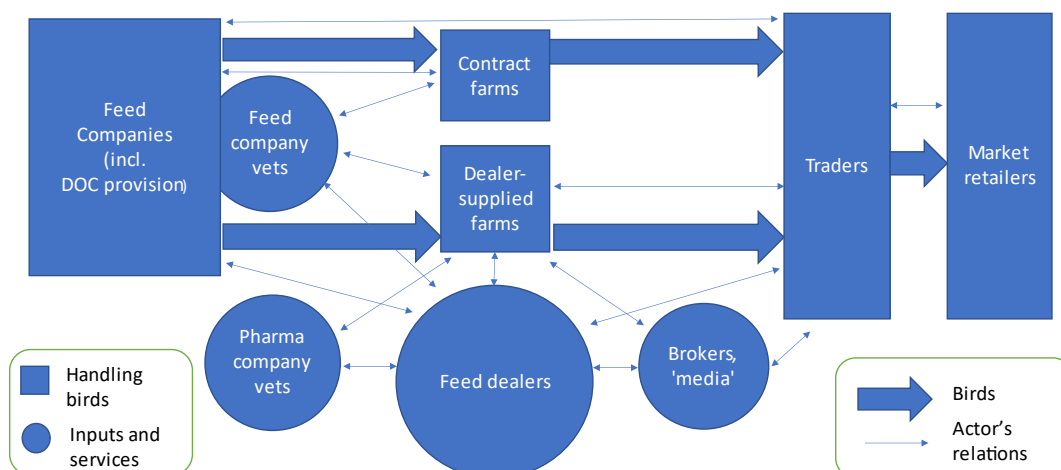 Feed
Companies
(incl.
DOC provision)
Feed
company
vets
Contract
farms
Dealer-
supplied
farms
Traders
Market
retailers
Pharma
company
vets
Feed dealers
Brokers,
'media'
Handling
birds
Inputs and
services
Birds
Actor's
relations